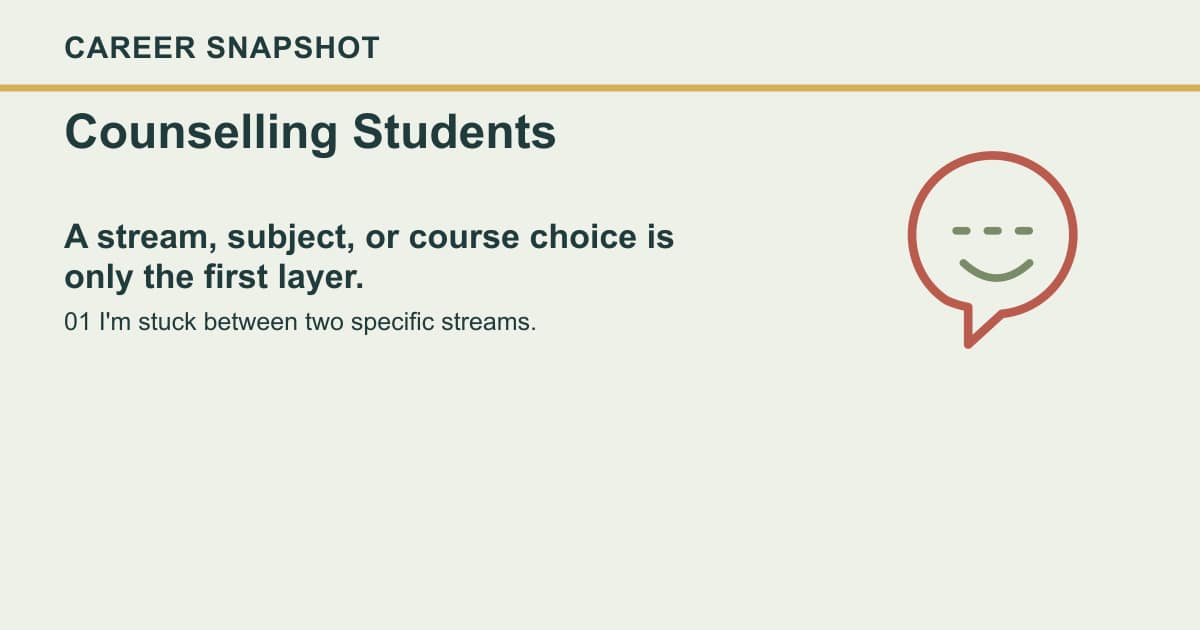 CAREER SNAPSHOT
Counselling Students
A stream, subject, or course choice is
only the first layer.
01 I'm stuck between two specific streams.